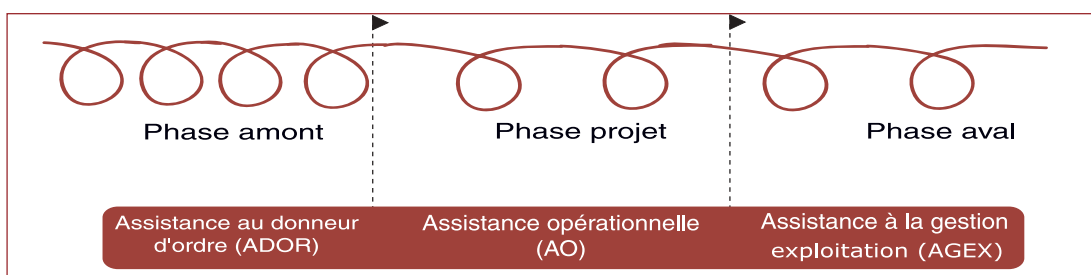 Phase amont
Phase projet
Phase aval
Assistance au donneur
d'ordre (ADOR)
Assistance opérationnelle
(AO)
Assistance à la gestion
exploitation (AGEX)